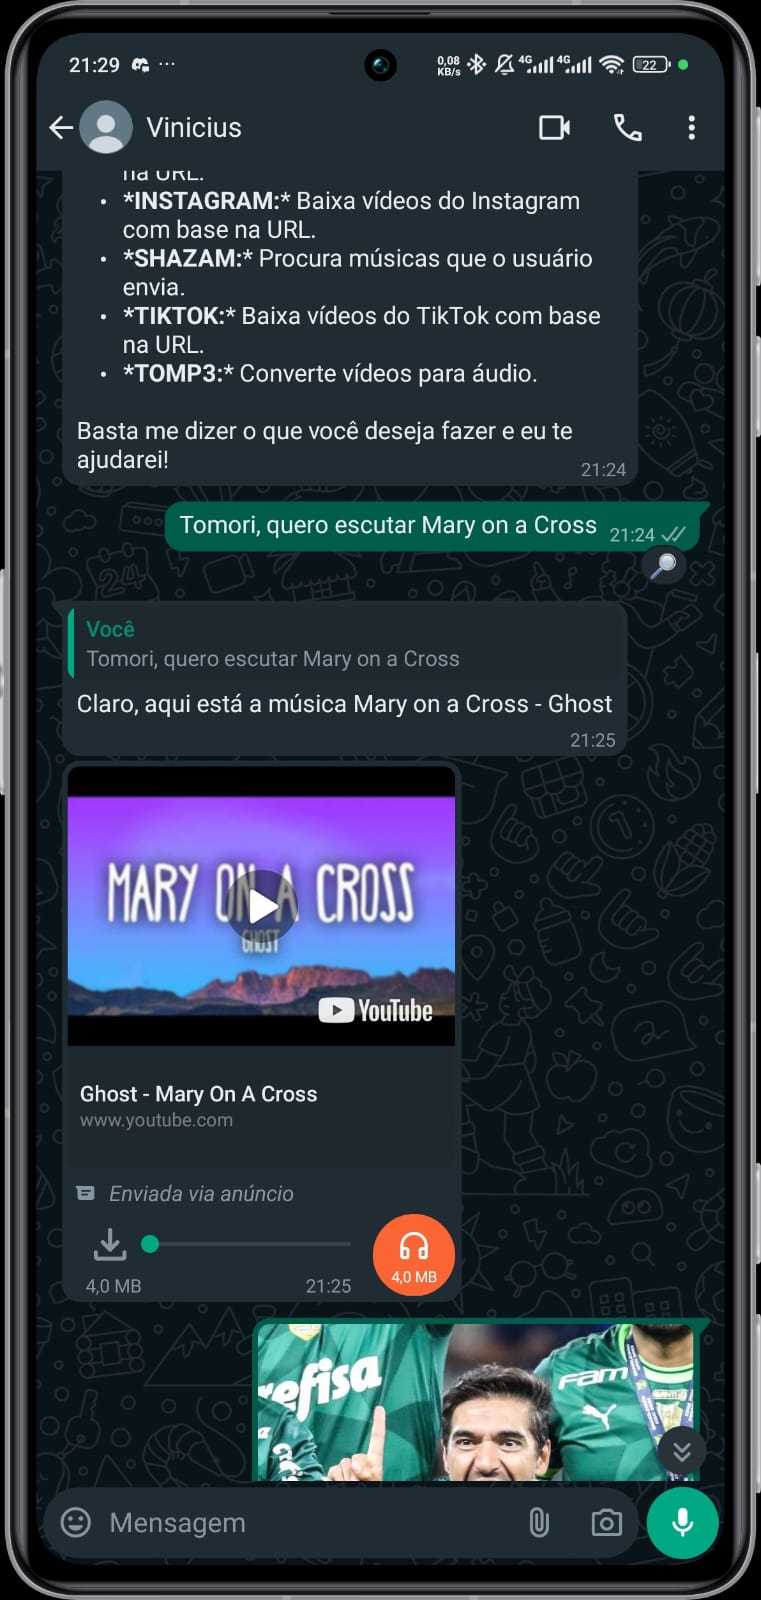 21:29
0,08
KB/s
4G
4G
22
Vinicius
na URL.
• *INSTAGRAM:* Baixa vídeos do Instagram
com base na URL.
• *SHAZAM:* Procura músicas que o usuário
envia.
• *TIKTOK:* Baixa vídeos do TikTok com base
na URL.
• *TOMP3:* Converte vídeos para áudio.
Basta me dizer o que você deseja fazer e eu te
ajudarei!
21:24
Tomori, quero escutar Mary on a Cross 21:24
Você
Tomori, quero escutar Mary on a Cross
Claro, aqui está a música Mary on a Cross - Ghost
21:25
MARY ON A CROSS
GHOST
YouTube
Ghost - Mary On A Cross
www.youtube.com
Enviada via anúncio
4,0 MB 21:25
4,0 MB
refisa
FAM
Mensagem